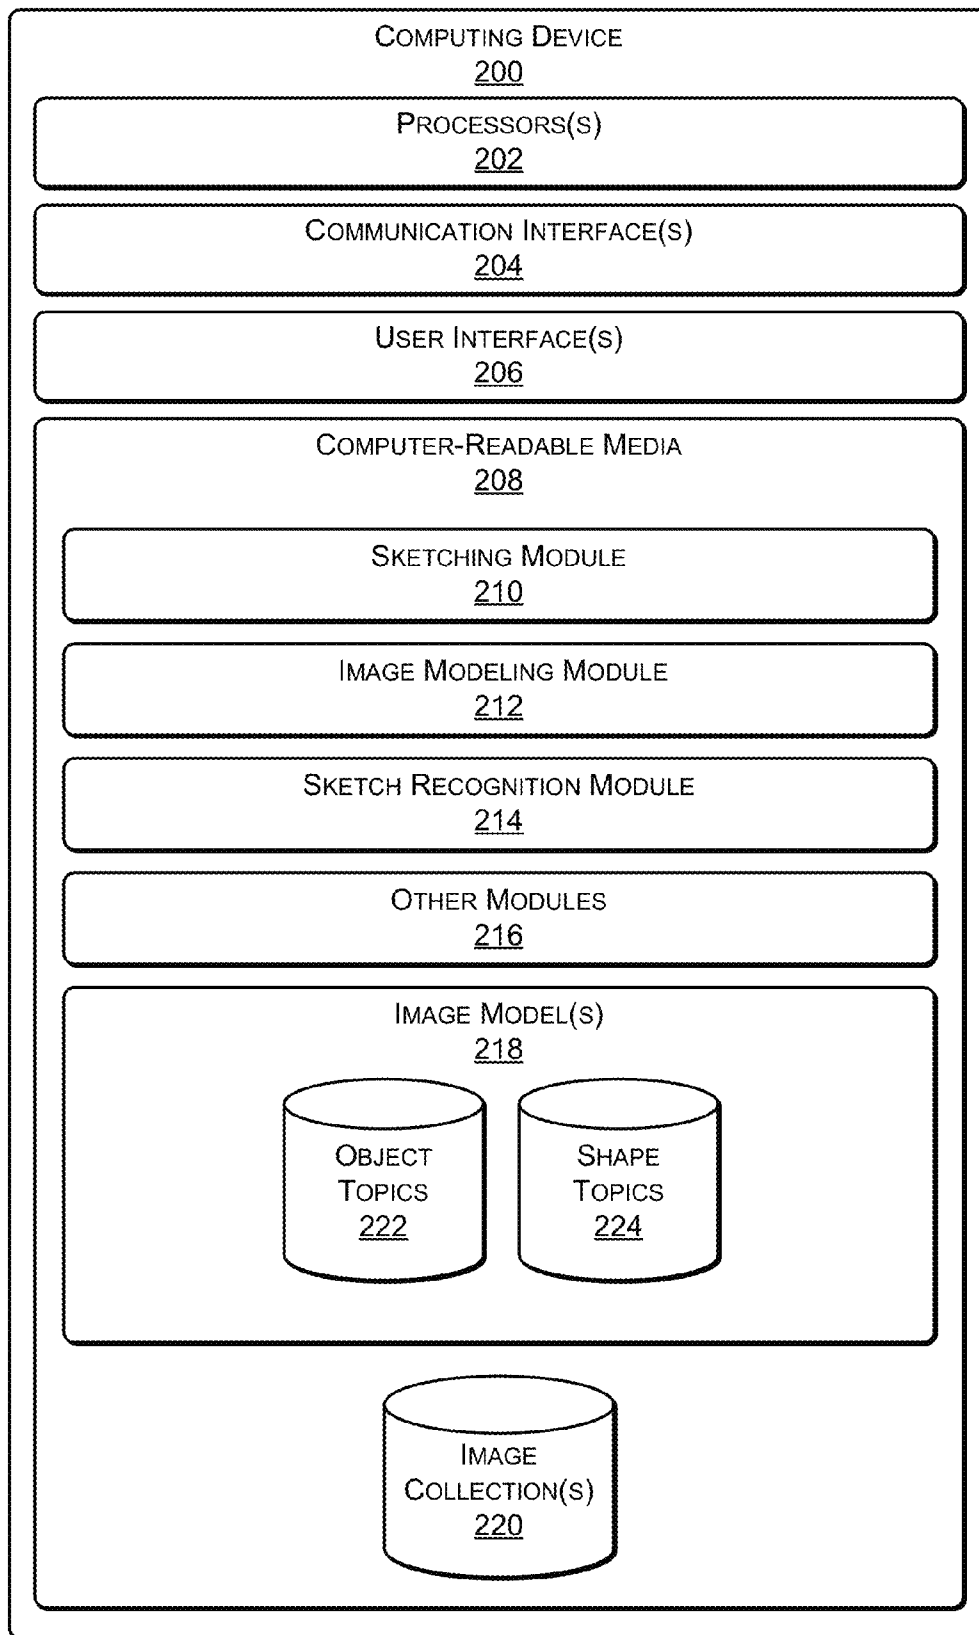 COMPUTING DEVICE
200
PROCESSORS(S)
202
COMMUNICATION INTERFACE(S)
204
USER INTERFACE(S)
206
COMPUTER-READABLE MEDIA
208
SKETCHING MODULE
210
IMAGE MODELING MODULE
212
SKETCH RECOGNITION MODULE
214
OTHER MODULES
216
IMAGE MODEL(S)
218
OBJECT
TOPICS
222
SHAPE
TOPICS
224
IMAGE
COLLECTION(S)
220